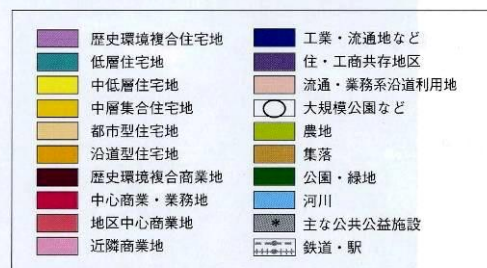 歴史環境複合住宅地
低層住宅地
中低層住宅地
中層集合住宅地
都市型住宅地
沿道型住宅地
歴史環境複合商業地
中心商業・業務地
地区中心商業地
近隣商業地
工業・流通地など
住・工商共存地区
流通・業務系沿道利用地
大規模公園など
農地
集落
公園・緑地
河川
主な公共公益施設
鉄道・駅